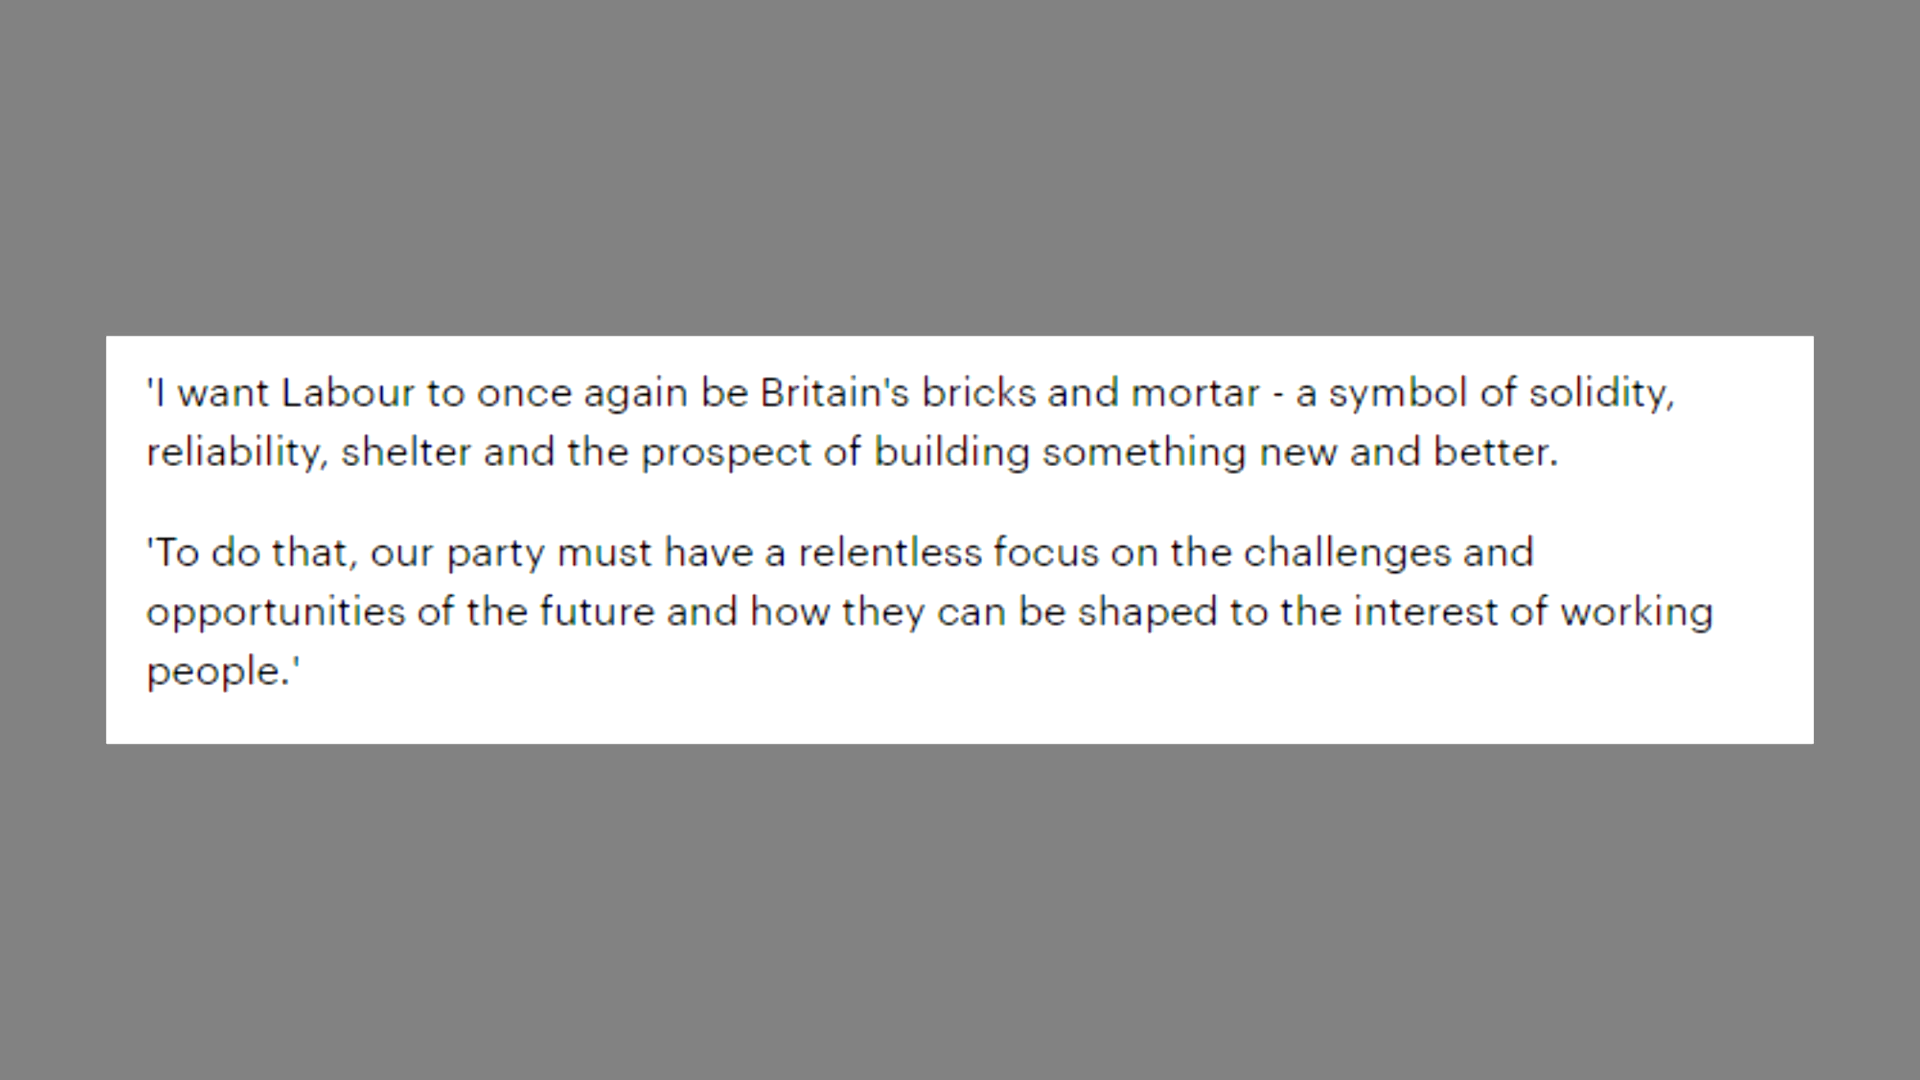 'I want Labour to once again be Britain's bricks and mortar - a symbol of solidity,
reliability, shelter and the prospect of building something new and better.
'To do that, our party must have a relentless focus on the challenges and
opportunities of the future and how they can be shaped to the interest of working
people.'